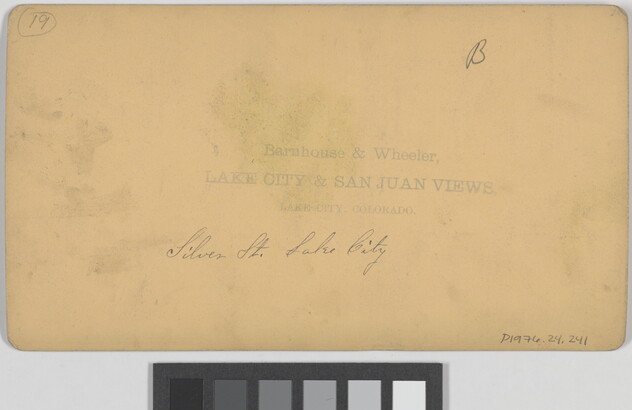 19
B
Barnhouse & Wheeler,
LAKE CITY & SAN JUAN VIEWS.
LAKE CITY, COLORADO.
Silver St. Lake City
P1976.24.241